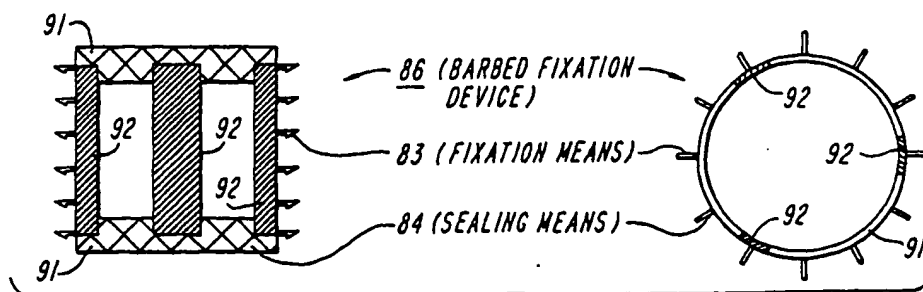 91
86 (BARBED FIXATION
DEVICE)
92
92
92
83 (FIXATION MEANS)
92
92
84 (SEALING MEANS)
92
91
91